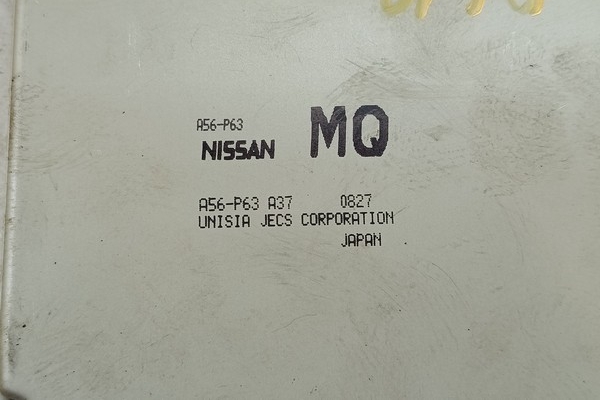 A56-P63
NISSAN MQ
A56-P63 A37 0827
UNISIA JECS CORPORATION
JAPAN